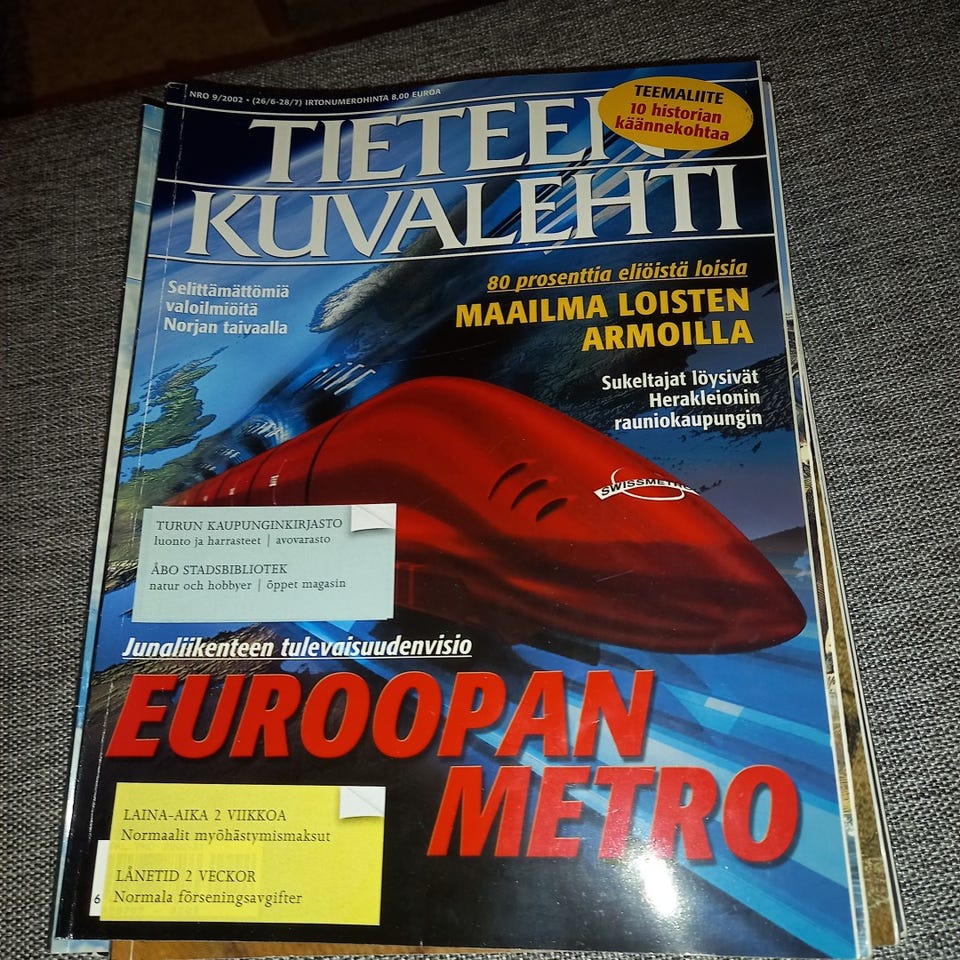 NRO 9/2002 • (26/6-28/7) IRTONUMEROHINTA 8,00 EUROA
TIETEEN
KUVALEHTI
TEEMALIITE
10 historian
käännekohtaa
Selittämättömiä
valoilmiöitä
Norjan taivaalla
80 prosenttia eliöistä loisia
MAAILMA LOISTEN
ARMOILLA
Sukeltajat löysivät
Herakleionin
rauniokaupungin
SWISSMETRO
TURUN KAUPUNGINKIRJASTO
luonto ja harrasteet | avovarasto
ÅBO STADSBIBLIOTEK
natur och hobbyer | öppet magasin
Junaliikenteen tulevaisuudenvisio
EUROOPAN
METRO
LAINA-AIKA 2 VIIKKOA
Normaalit myöhästymismaksut
LÅNETID 2 VECKOR
Normala förseningsavgifter
6